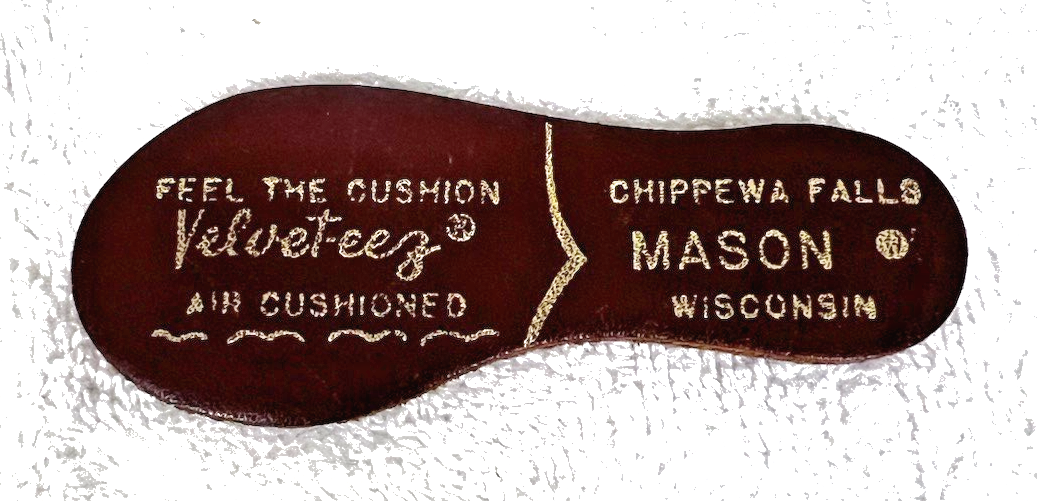 FEEL THE CUSHION
Velvet-eez®
AIR CUSHIONED
CHIPPEWA FALLS
MASON
WISCONSIN